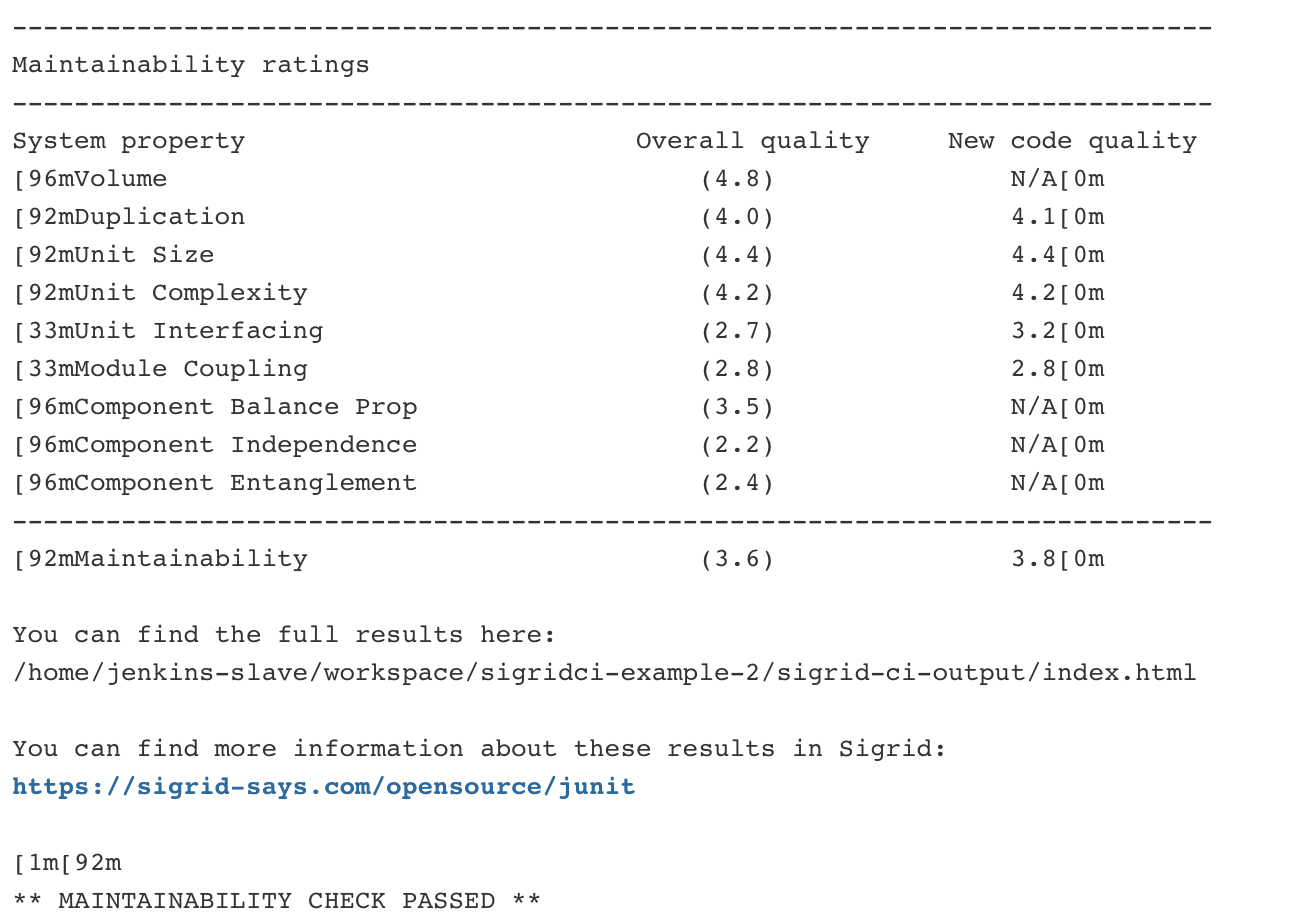 -----------------------------------------------------------------------------
Maintainability ratings
-----------------------------------------------------------------------------
System property                         Overall quality     New code quality
[96mVolume                                  (4.8)               N/A[0m
[92mDuplication                             (4.0)               4.1[0m
[92mUnit Size                               (4.4)               4.4[0m
[92mUnit Complexity                         (4.2)               4.2[0m
[33mUnit Interfacing                        (2.7)               3.2[0m
[33mModule Coupling                         (2.8)               2.8[0m
[96mComponent Balance Prop                  (3.5)               N/A[0m
[96mComponent Independence                  (2.2)               N/A[0m
[96mComponent Entanglement                  (2.4)               N/A[0m
-----------------------------------------------------------------------------
[92mMaintainability                         (3.6)               3.8[0m

You can find the full results here:
/home/jenkins-slave/workspace/sigridci-example-2/sigrid-ci-output/index.html

You can find more information about these results in Sigrid:
https://sigrid-says.com/opensource/junit

[1m[92m
** MAINTAINABILITY CHECK PASSED **